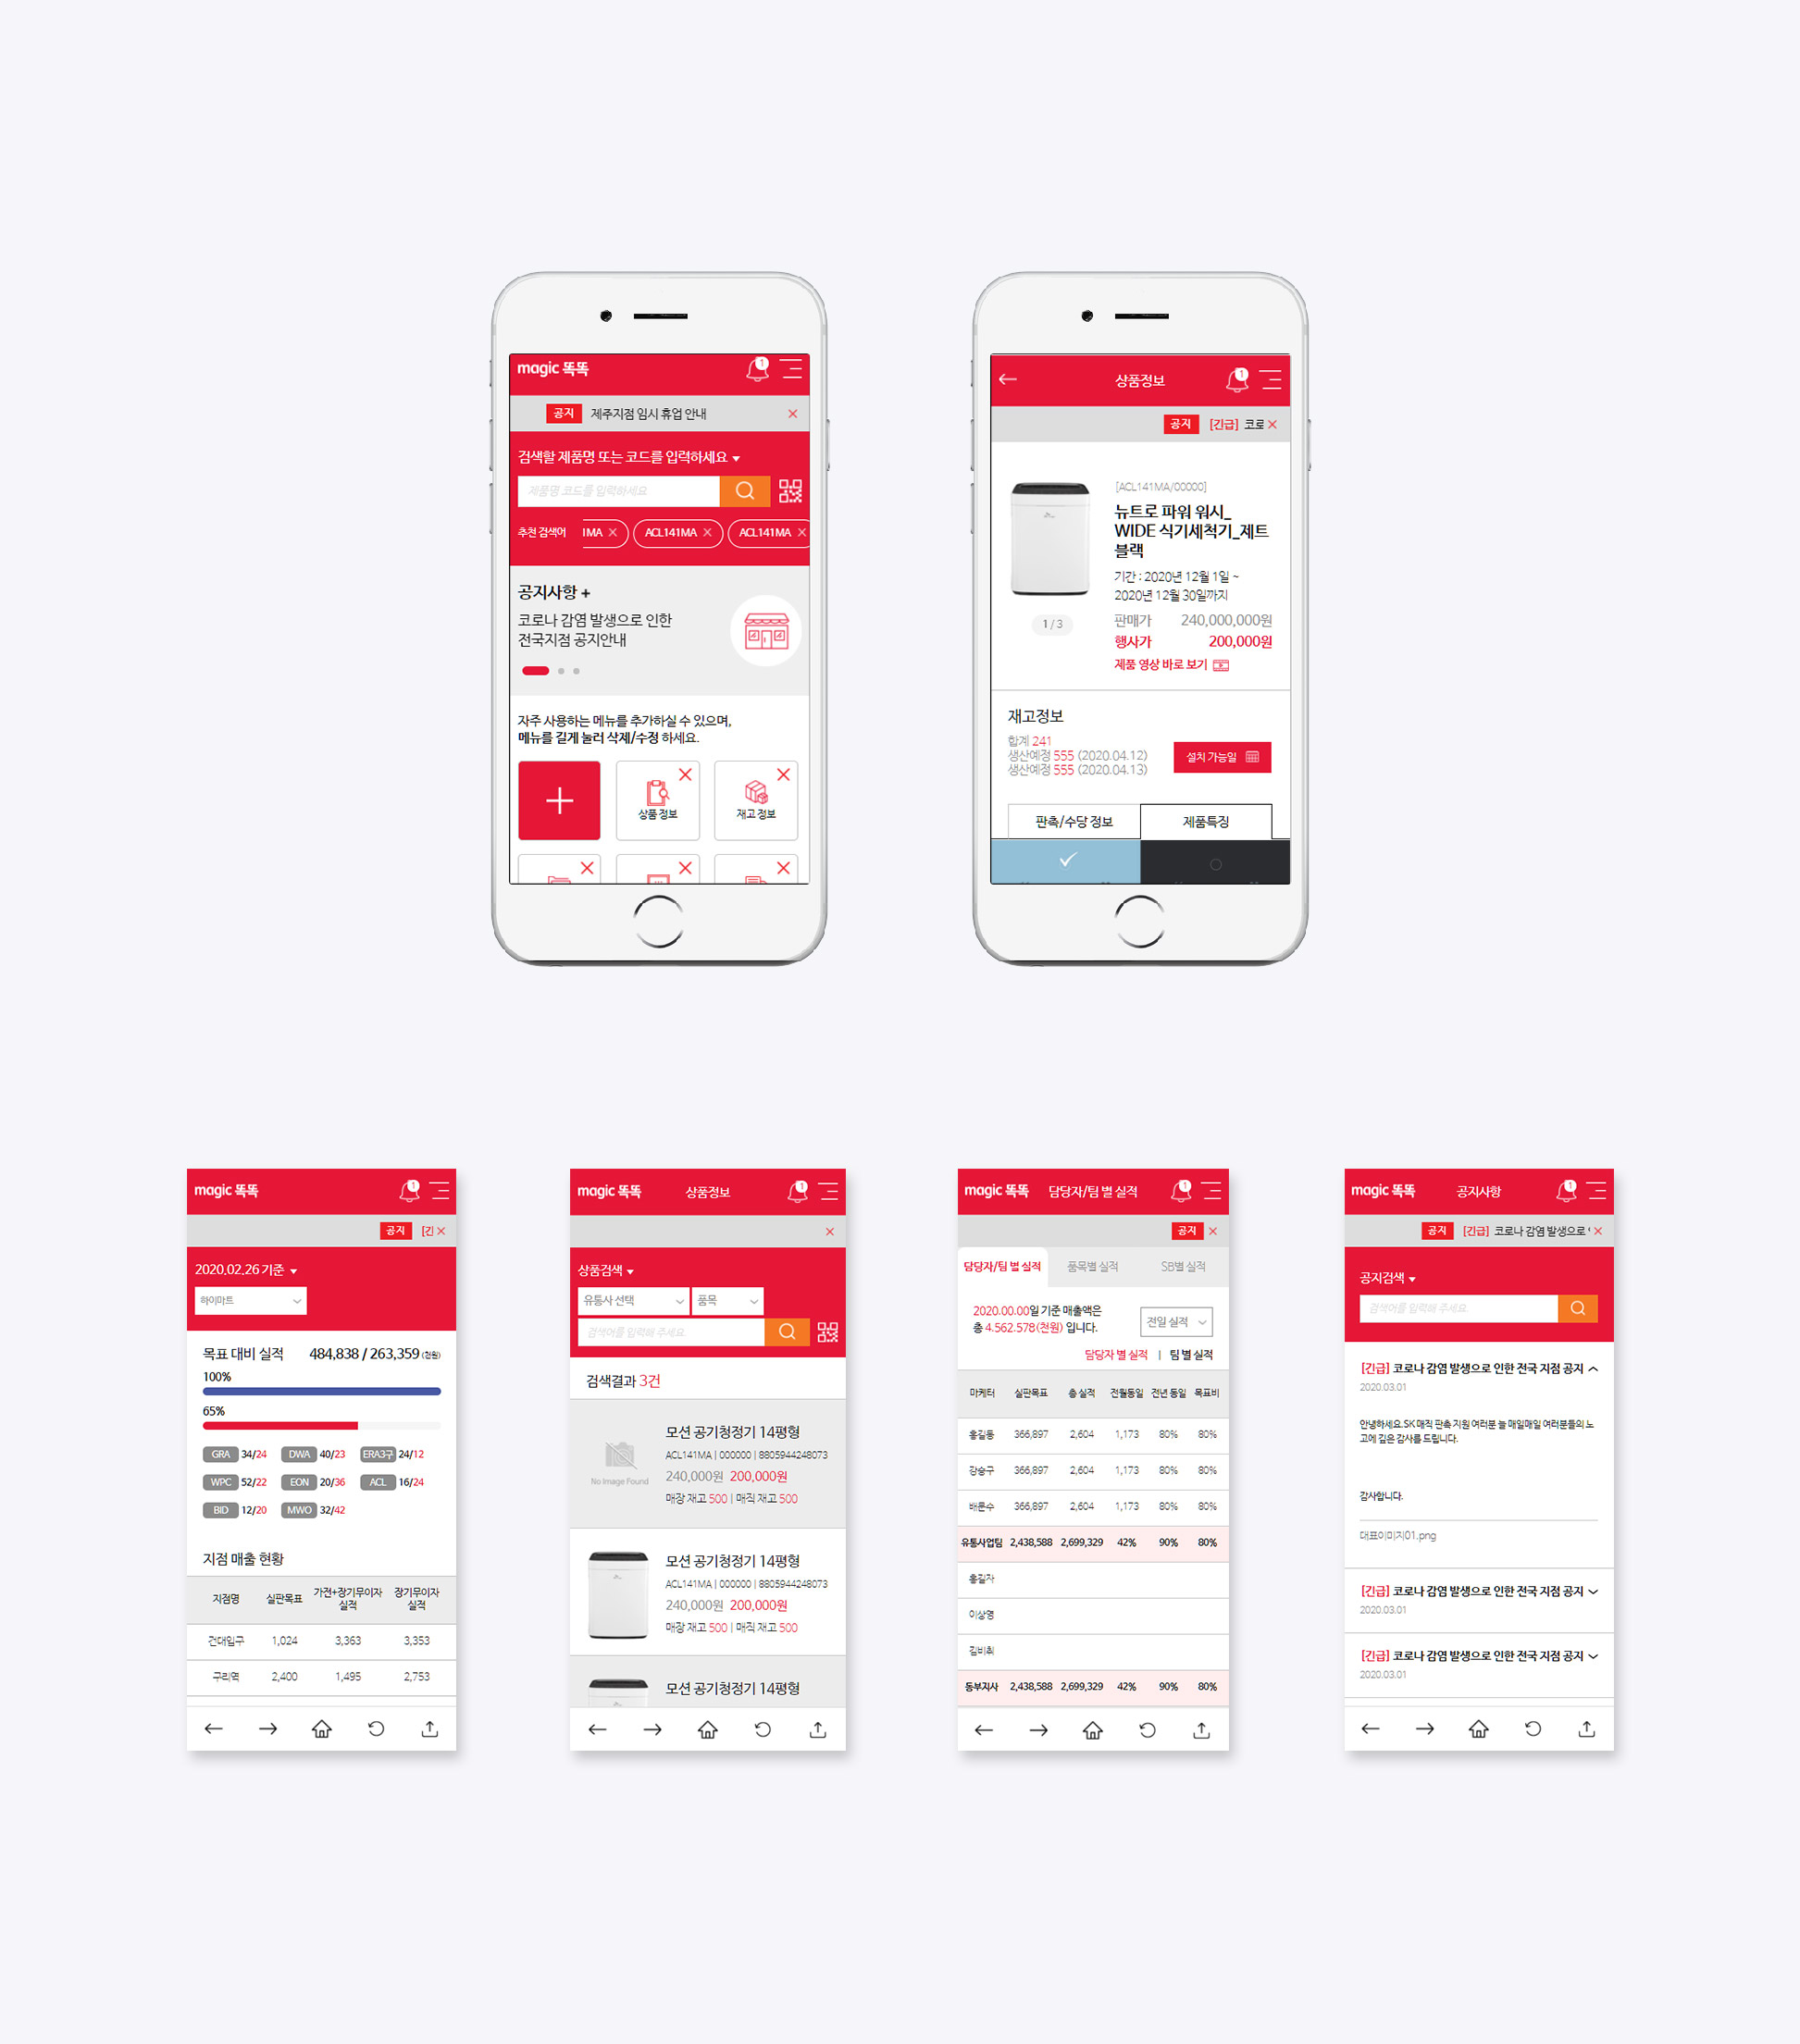 magic 똑똑
1
공지 제주지점 임시 휴업 안내
검색할 제품명 또는 코드를 입력하세요
제품명 코드를 입력하세요
추천 검색어 1MA ACL141MA ACL141MA
공지사항 +
코로나 감염 발생으로 인한
전국지점 공지안내
자주 사용하는 메뉴를 추가하실 수 있으며,
메뉴를 길게 눌러 삭제/수정 하세요.
상품 정보 재고 정보
상품정보
1
공지 [긴급] 코로
[ACL141MA/00000]
뉴트로 파워 워시_
WIDE 식기세척기_제트
블랙
기간 : 2020년 12월 1일 ~
2020년 12월 30일까지
1 / 3
판매가 240,000,000원
행사가 200,000원
제품 영상 바로 보기
재고정보
합계 241
생산예정 555 (2020.04.12)
생산예정 555 (2020.04.13)
설치 가능일
판촉/수당 정보 제품특징
magic 똑똑
1
공지 [긴
2020.02.26 기준
하이마트
목표 대비 실적 484,838 / 263,359 (천원)
100%
65%
GRA 34/24 DWA 40/23 ERA3구 24/12
WPC 52/22 EON 20/36 ACL 16/24
BID 12/20 MWO 32/42
지점 매출 현황
지점명 실판목표 가전+장기무이자 실적 장기무이자 실적
건대입구 1,024 3,363 3,353
구리역 2,400 1,495 2,753
magic 똑똑 상품정보
1
상품검색
유통사 선택 품목
검색어를 입력해 주세요.
검색결과 3건
No Image Found
모션 공기청정기 14평형
ACL141MA | 000000 | 8805944248073
240,000원 200,000원
매장 재고 500 | 매직 재고 500
모션 공기청정기 14평형
ACL141MA | 000000 | 8805944248073
240,000원 200,000원
매장 재고 500 | 매직 재고 500
모션 공기청정기 14평형
magic 똑똑 담당자/팀 별 실적
1
공지
담당자/팀 별 실적 품목별 실적 SB별 실적
2020.00.00일 기준 매출액은
총 4.562.578(천원) 입니다.
전일 실적
담당자 별 실적 | 팀 별 실적
마케터 실판목표 총 실적 전월동일 전년 동일 목표비
홍길동 366,897 2,604 1,173 80% 80%
강승구 366,897 2,604 1,173 80% 80%
배문수 366,897 2,604 1,173 80% 80%
유통사업팀 2,438,588 2,699,329 42% 90% 80%
홍길자
이상영
김비취
동부지사 2,438,588 2,699,329 42% 90% 80%
magic 똑똑 공지사항
1
공지 [긴급] 코로나 감염 발생으로
공지검색
검색어를 입력해 주세요.
[긴급] 코로나 감염 발생으로 인한 전국 지점 공지
2020.03.01
안녕하세요.SK 매직 판촉 지원 여러분 늘 매일매일 여러분들의 노
고에 깊은 감사를 드립니다.
감사합니다.
대표이미지01.png
[긴급] 코로나 감염 발생으로 인한 전국 지점 공지
2020.03.01
[긴급] 코로나 감염 발생으로 인한 전국 지점 공지
2020.03.01